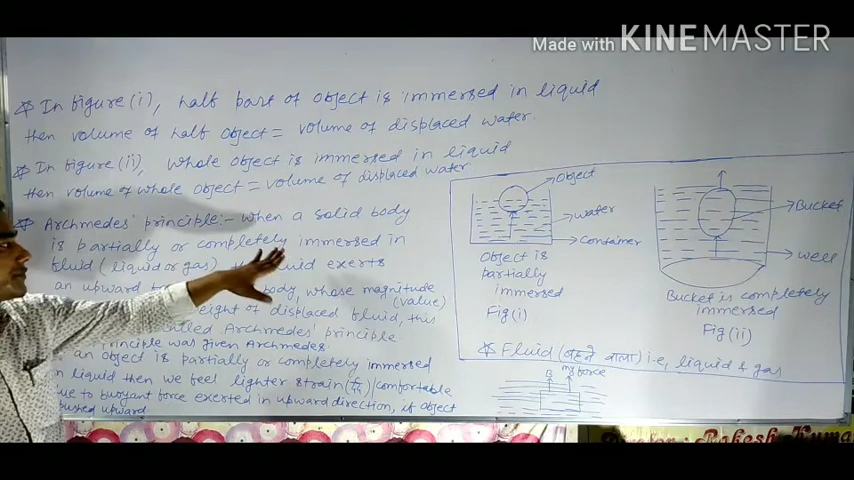 Made with KINEMASTER
☆ In figure (i), half part of object is immersed in liquid
then volume of half object = volume of displaced water.
☆ In figure (ii), whole object is immersed in liquid
then volume of whole object = volume of displaced water
☆ Archmedes' principle:- when a solid body
is partially or completely immersed in
fluid (liquid or gas) exerts
an upward body, whose magnitude
(value)
of displaced fluid, this
Archmedes' principle.
principle was given Archmedes.
an object is partially or completely immersed
liquid then we feel lighter strain / comfortable
due to buoyant force exerted in upward direction, if object
pushed upward
Object
water
Container
Object is
partially
immersed
Fig(i)
Bucket
well
Bucket is completely
immersed
Fig(ii)
☆ Fluid (बहने वाला) i.e, liquid & gas
B force
Director : Rakesh Kuma